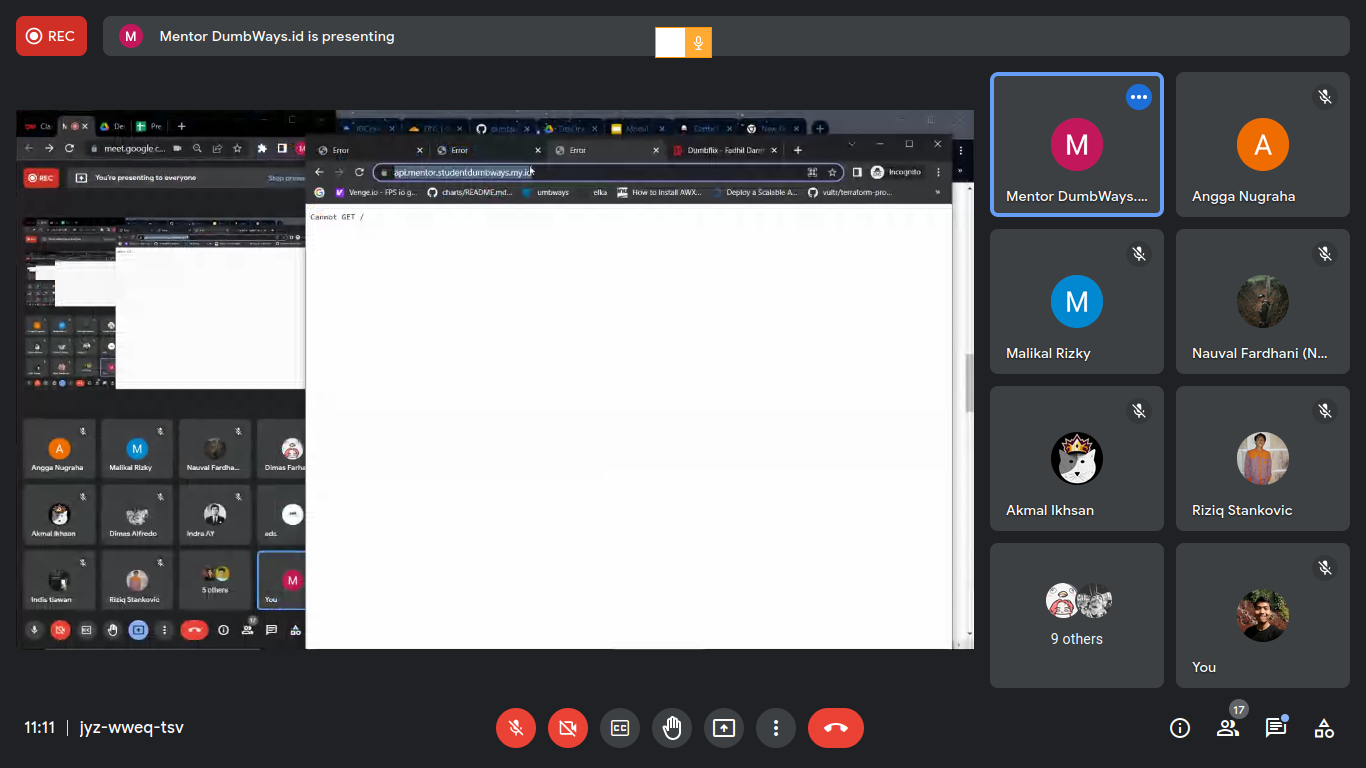 REC
M
Mentor DumbWays.id is presenting
Cla
M
De
Pre
meet.google.c...
REC
You're presenting to everyone
Stop
Error
Error
Error
Dumbflix - Fadhil Darm
api.mentor.studentdumbways.my.id
Incognito
Venge.io - FPS io g...
charts/README.md...
umbways
elka
How to Install AWX...
Deploy a Scalable A...
vultr/terraform-pro...
Cannot GET /
A
Angga Nugraha
M
Malikal Rizky
Nauval Fardha...
Dimas Farha
Akmal Ikhsan
Dimas Alfredo
Indra AY
ads
Indis tiawan
Riziq Stankovic
5 others
M
You
17
M
Mentor DumbWays....
A
Angga Nugraha
M
Malikal Rizky
Nauval Fardhani (N...
Akmal Ikhsan
Riziq Stankovic
9 others
You
11:11
jyz-wweq-tsv
17